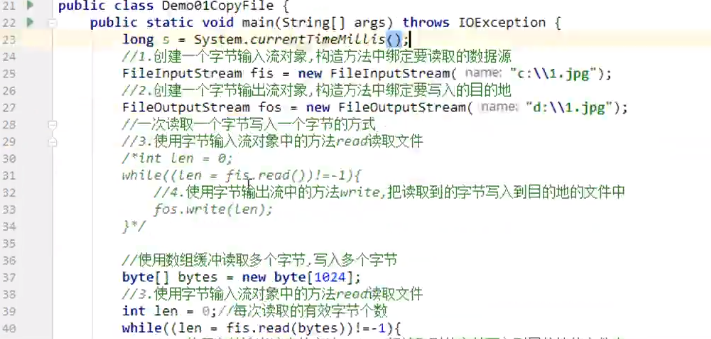 21 public class Demo01CopyFile {
22 public static void main(String[] args) throws IOException {
23 long s = System.currentTimeMillis();
24 //1.创建一个字节输入流对象,构造方法中绑定要读取的数据源
25 FileInputStream fis = new FileInputStream( name: "c:\\1.jpg");
26 //2.创建一个字节输出流对象,构造方法中绑定要写入的目的地
27 FileOutputStream fos = new FileOutputStream( name: "d:\\1.jpg");
28 //一次读取一个字节写入一个字节的方式
29 //3.使用字节输入流对象中的方法read读取文件
30 /*int len = 0;
31 while((len = fis.read())!=-1){
32 //4.使用字节输出流中的方法write,把读取到的字节写入到目的地的文件中
33 fos.write(len);
34 }*/
35
36 //使用数组缓冲读取多个字节,写入多个字节
37 byte[] bytes = new byte[1024];
38 //3.使用字节输入流对象中的方法read读取文件
39 int len = 0;//每次读取的有效字节个数
40 while((len = fis.read(bytes))!=-1){